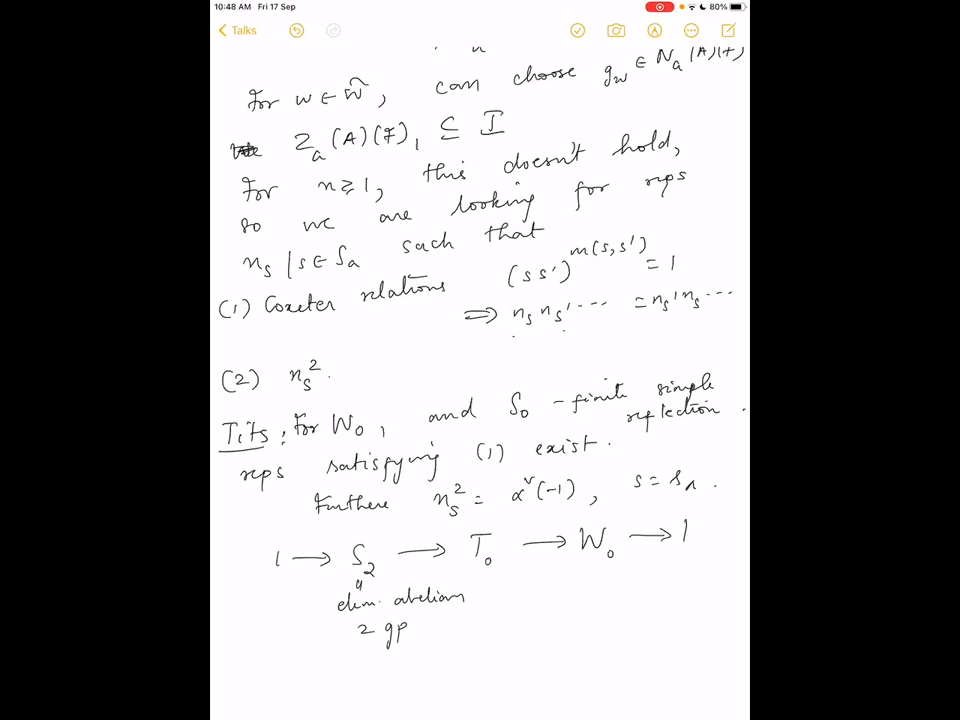 10:48 AM Fri 17 Sep
80%
Talks
n
For w ∈ W̃, can choose g_w ∈ N_G(A)(F)
Z_G(A)(F)_1 ⊆ I
For n ≥ 1, this doesn't hold,
so we are looking for reps
n_s | s ∈ S_a such that
(1) Coxeter relations (ss')^{m(s,s')} = 1
⟹ n_s n_s' ··· = n_s' n_s ···
(2) n_s^2.
Tits: For W_0, and S_0 - finite simple
reflection.
reps satisfying (1) exist.
Furthere n_s^2 = α^∨(-1), s = s_α.
1 → S_2 → T_0 → W_0 → 1
elem. abelian
2 gp